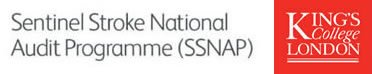 Sentinel Stroke National
Audit Programme (SSNAP)
KING'S
College
LONDON